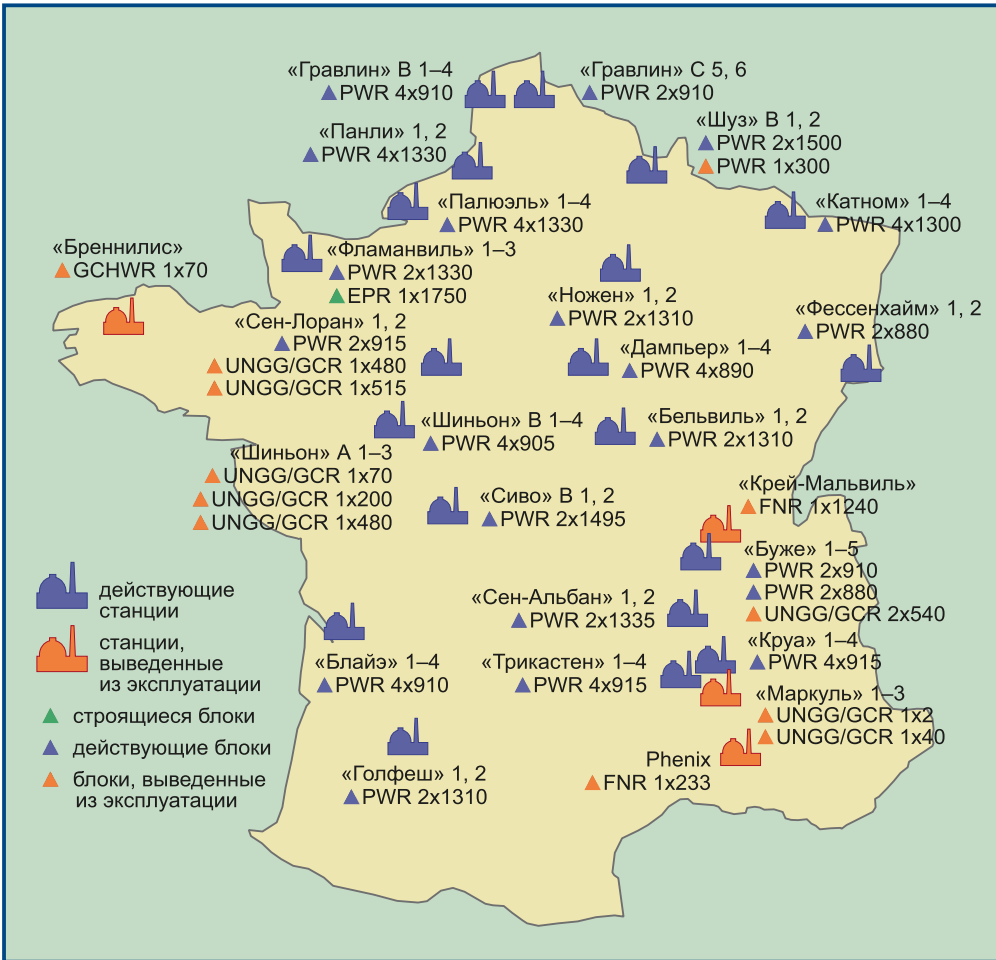 «Гравлин» В 1–4
PWR 4x910
«Гравлин» С 5, 6
PWR 2x910
«Панли» 1, 2
PWR 4x1330
«Шуз» В 1, 2
PWR 2x1500
PWR 1x300
«Палюэль» 1–4
PWR 4x1330
«Катном» 1–4
PWR 4x1300
«Бреннилис»
GCHWR 1x70
«Фламанвиль» 1–3
PWR 2x1330
EPR 1x1750
«Ножен» 1, 2
PWR 2x1310
«Фессенхайм» 1, 2
PWR 2x880
«Сен-Лоран» 1, 2
PWR 2x915
UNGG/GCR 1x480
UNGG/GCR 1x515
«Дампьер» 1–4
PWR 4x890
«Шиньон» В 1–4
PWR 4x905
«Бельвиль» 1, 2
PWR 2x1310
«Шиньон» А 1–3
UNGG/GCR 1x70
UNGG/GCR 1x200
UNGG/GCR 1x480
«Сиво» В 1, 2
PWR 2x1495
«Крей-Мальвиль»
FNR 1x1240
«Буже» 1–5
PWR 2x910
PWR 2x880
UNGG/GCR 2x540
«Сен-Альбан» 1, 2
PWR 2x1335
«Круа» 1–4
PWR 4x915
«Блайэ» 1–4
PWR 4x910
«Трикастен» 1–4
PWR 4x915
«Маркуль» 1–3
UNGG/GCR 1x2
UNGG/GCR 1x40
Phenix
FNR 1x233
«Голфеш» 1, 2
PWR 2x1310
действующие
станции
станции,
выведенные
из эксплуатации
строящиеся блоки
действующие блоки
блоки, выведенные
из эксплуатации